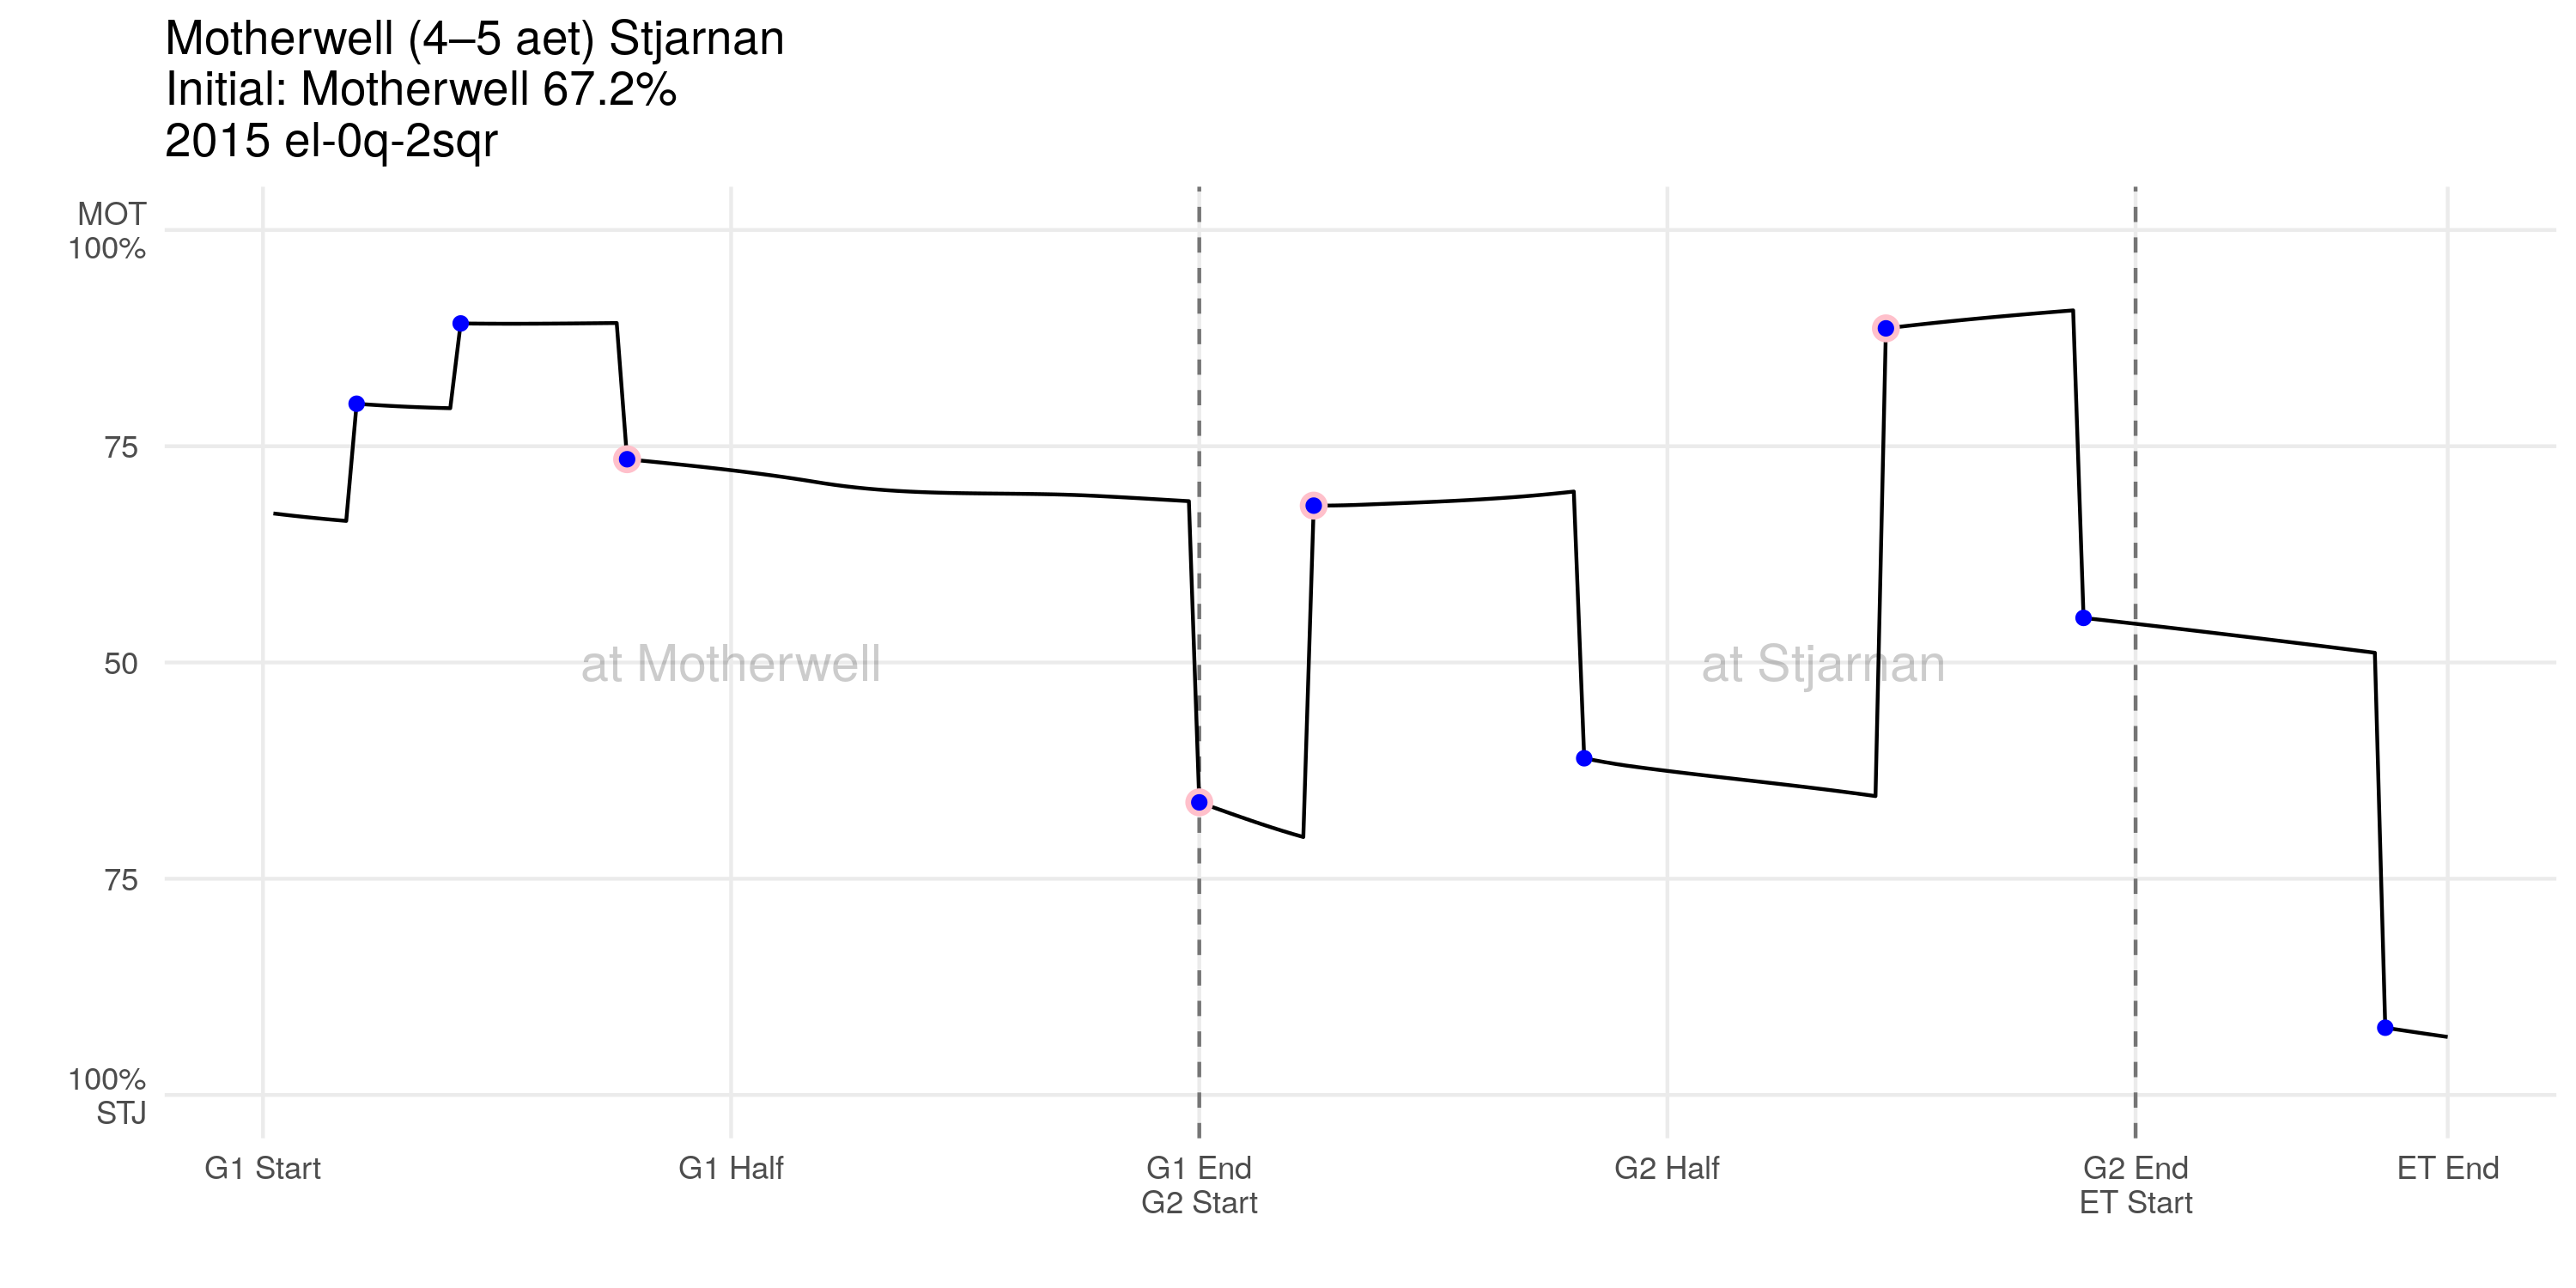 Motherwell (4–5 aet) Stjarnan
Initial: Motherwell 67.2%
2015 el-0q-2sqr
MOT
100%
75
50
75
100%
STJ
at Motherwell
at Stjarnan
G1 Start
G1 Half
G1 End
G2 Start
G2 Half
G2 End
ET Start
ET End